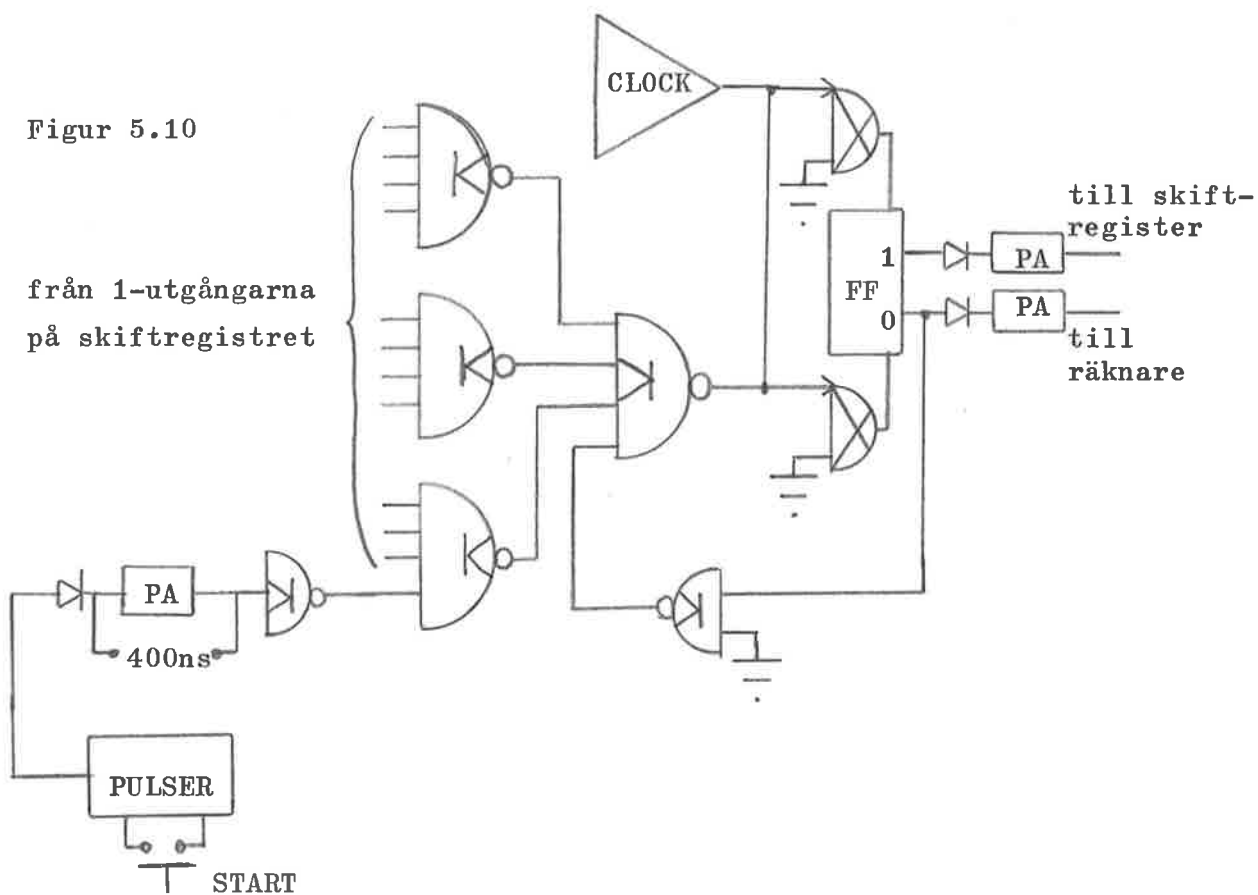 Figur 5.10
CLOCK
från 1-utgångarna
på skiftregistret
till skift-
register
1
PA
FF
0
PA
till
räknare
PA
400ns
PULSER
START